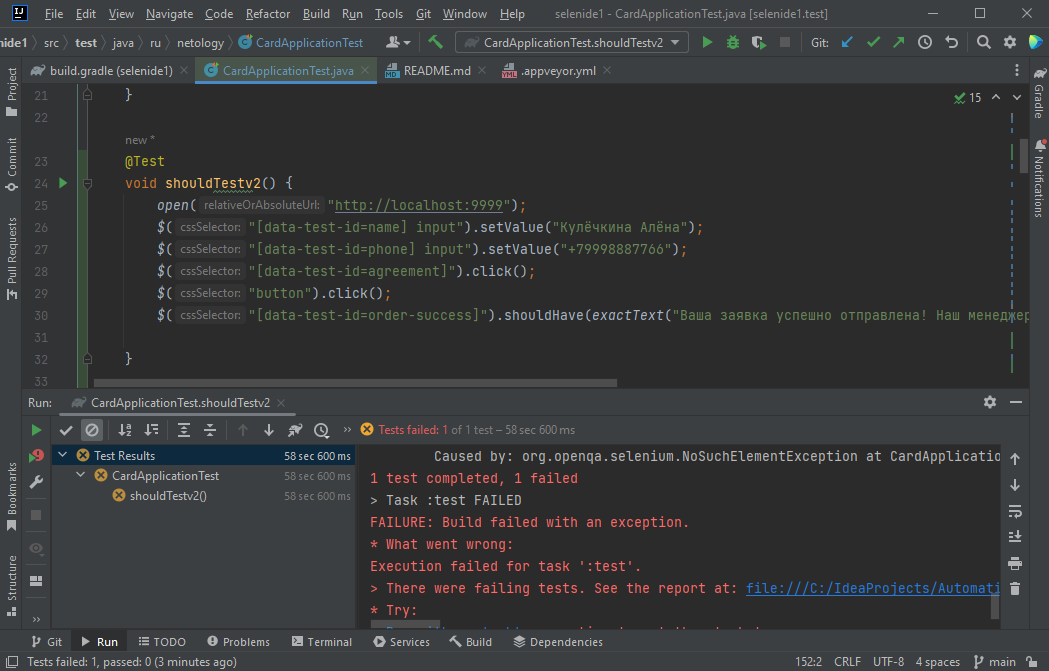 File Edit View Navigate Code Refactor Build Run Tools Git Window Help selenide1 - CardApplicationTest.java [selenide1.test]
nide1 src test java ru netology CardApplicationTest CardApplicationTest.shouldTestv2 Git:
build.gradle (selenide1) CardApplicationTest.java README.md .appveyor.yml
Project
Commit
Pull Requests
Bookmarks
Structure
Gradle
Notifications
15
21 }
22
new *
23 @Test
24 void shouldTestv2() {
25 open( relativeOrAbsoluteUrl: "http://localhost:9999");
26 $( cssSelector: "[data-test-id=name] input").setValue("Кулёчкина Алёна");
27 $( cssSelector: "[data-test-id=phone] input").setValue("+79998887766");
28 $( cssSelector: "[data-test-id=agreement]").click();
29 $( cssSelector: "button").click();
30 $( cssSelector: "[data-test-id=order-success]").shouldHave(exactText("Ваша заявка успешно отправлена! Наш менеджер
31
32 }
33
Run: CardApplicationTest.shouldTestv2
Tests failed: 1 of 1 test – 58 sec 600 ms
Test Results 58 sec 600 ms
CardApplicationTest 58 sec 600 ms
shouldTestv2() 58 sec 600 ms
Caused by: org.openqa.selenium.NoSuchElementException at CardApplicatio
1 test completed, 1 failed
> Task :test FAILED
FAILURE: Build failed with an exception.
* What went wrong:
Execution failed for task ':test'.
> There were failing tests. See the report at: file:///C:/IdeaProjects/Automati
* Try:
Git Run TODO Problems Terminal Services Build Dependencies
Tests failed: 1, passed: 0 (3 minutes ago) 152:2 CRLF UTF-8 4 spaces main